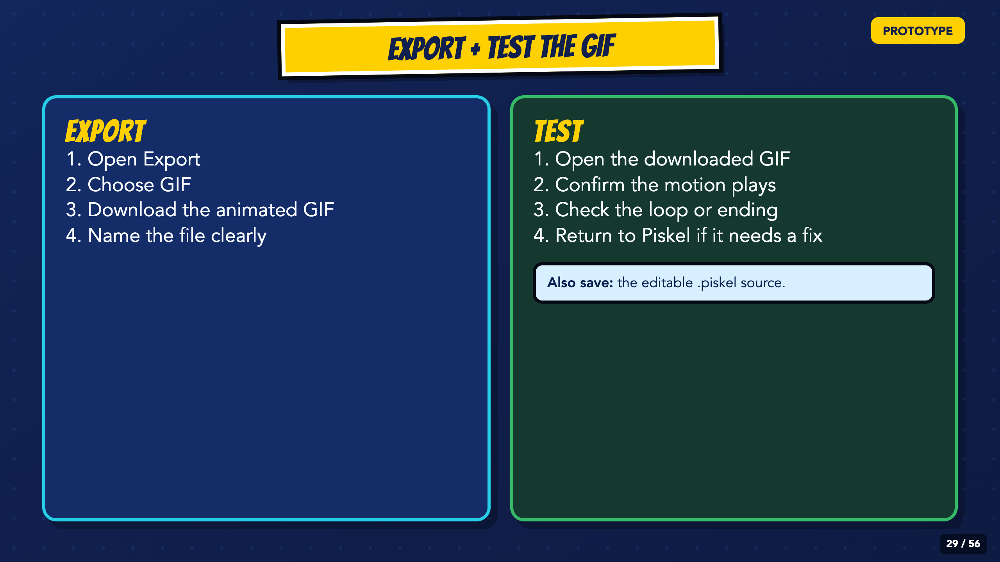 EXPORT + TEST THE GIF
PROTOTYPE
EXPORT
1. Open Export
2. Choose GIF
3. Download the animated GIF
4. Name the file clearly
TEST
1. Open the downloaded GIF
2. Confirm the motion plays
3. Check the loop or ending
4. Return to Piskel if it needs a fix
Also save: the editable .piskel source.
29 / 56